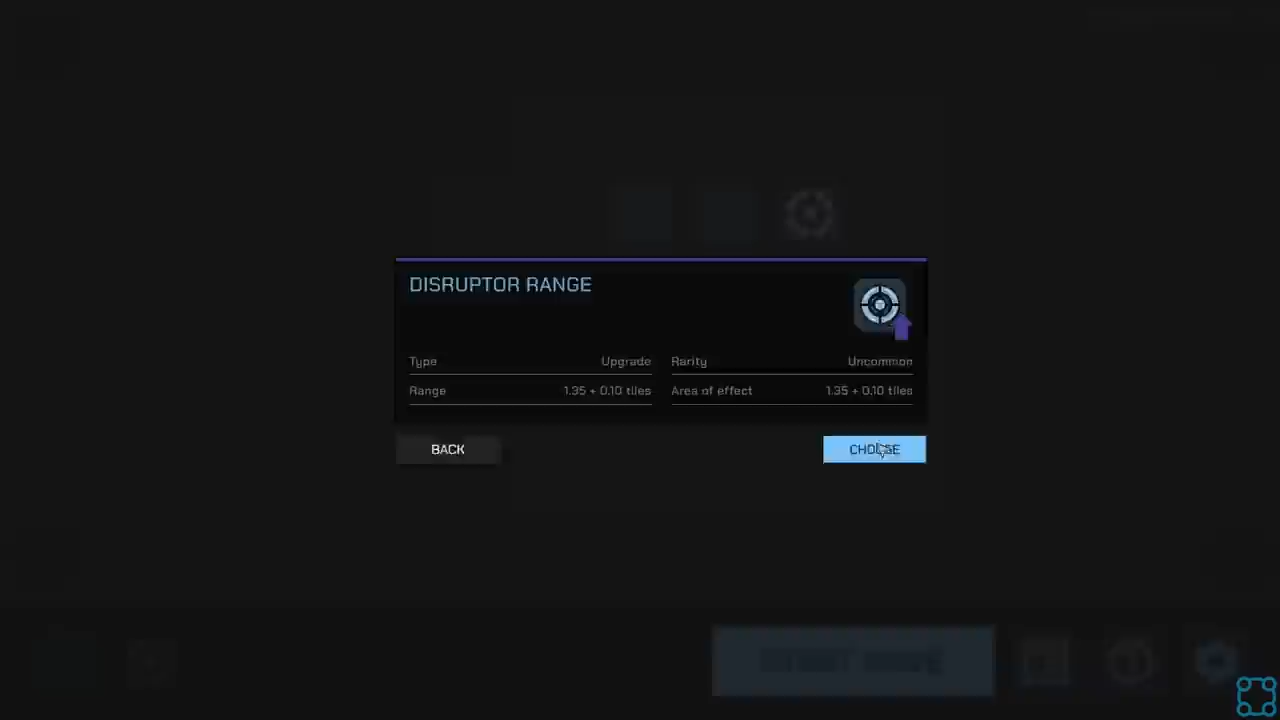 DISRUPTOR RANGE
Type Upgrade Rarity Uncommon
Range 1.35 + 0.10 tiles Area of effect 1.35 + 0.10 tiles
BACK CHOOSE